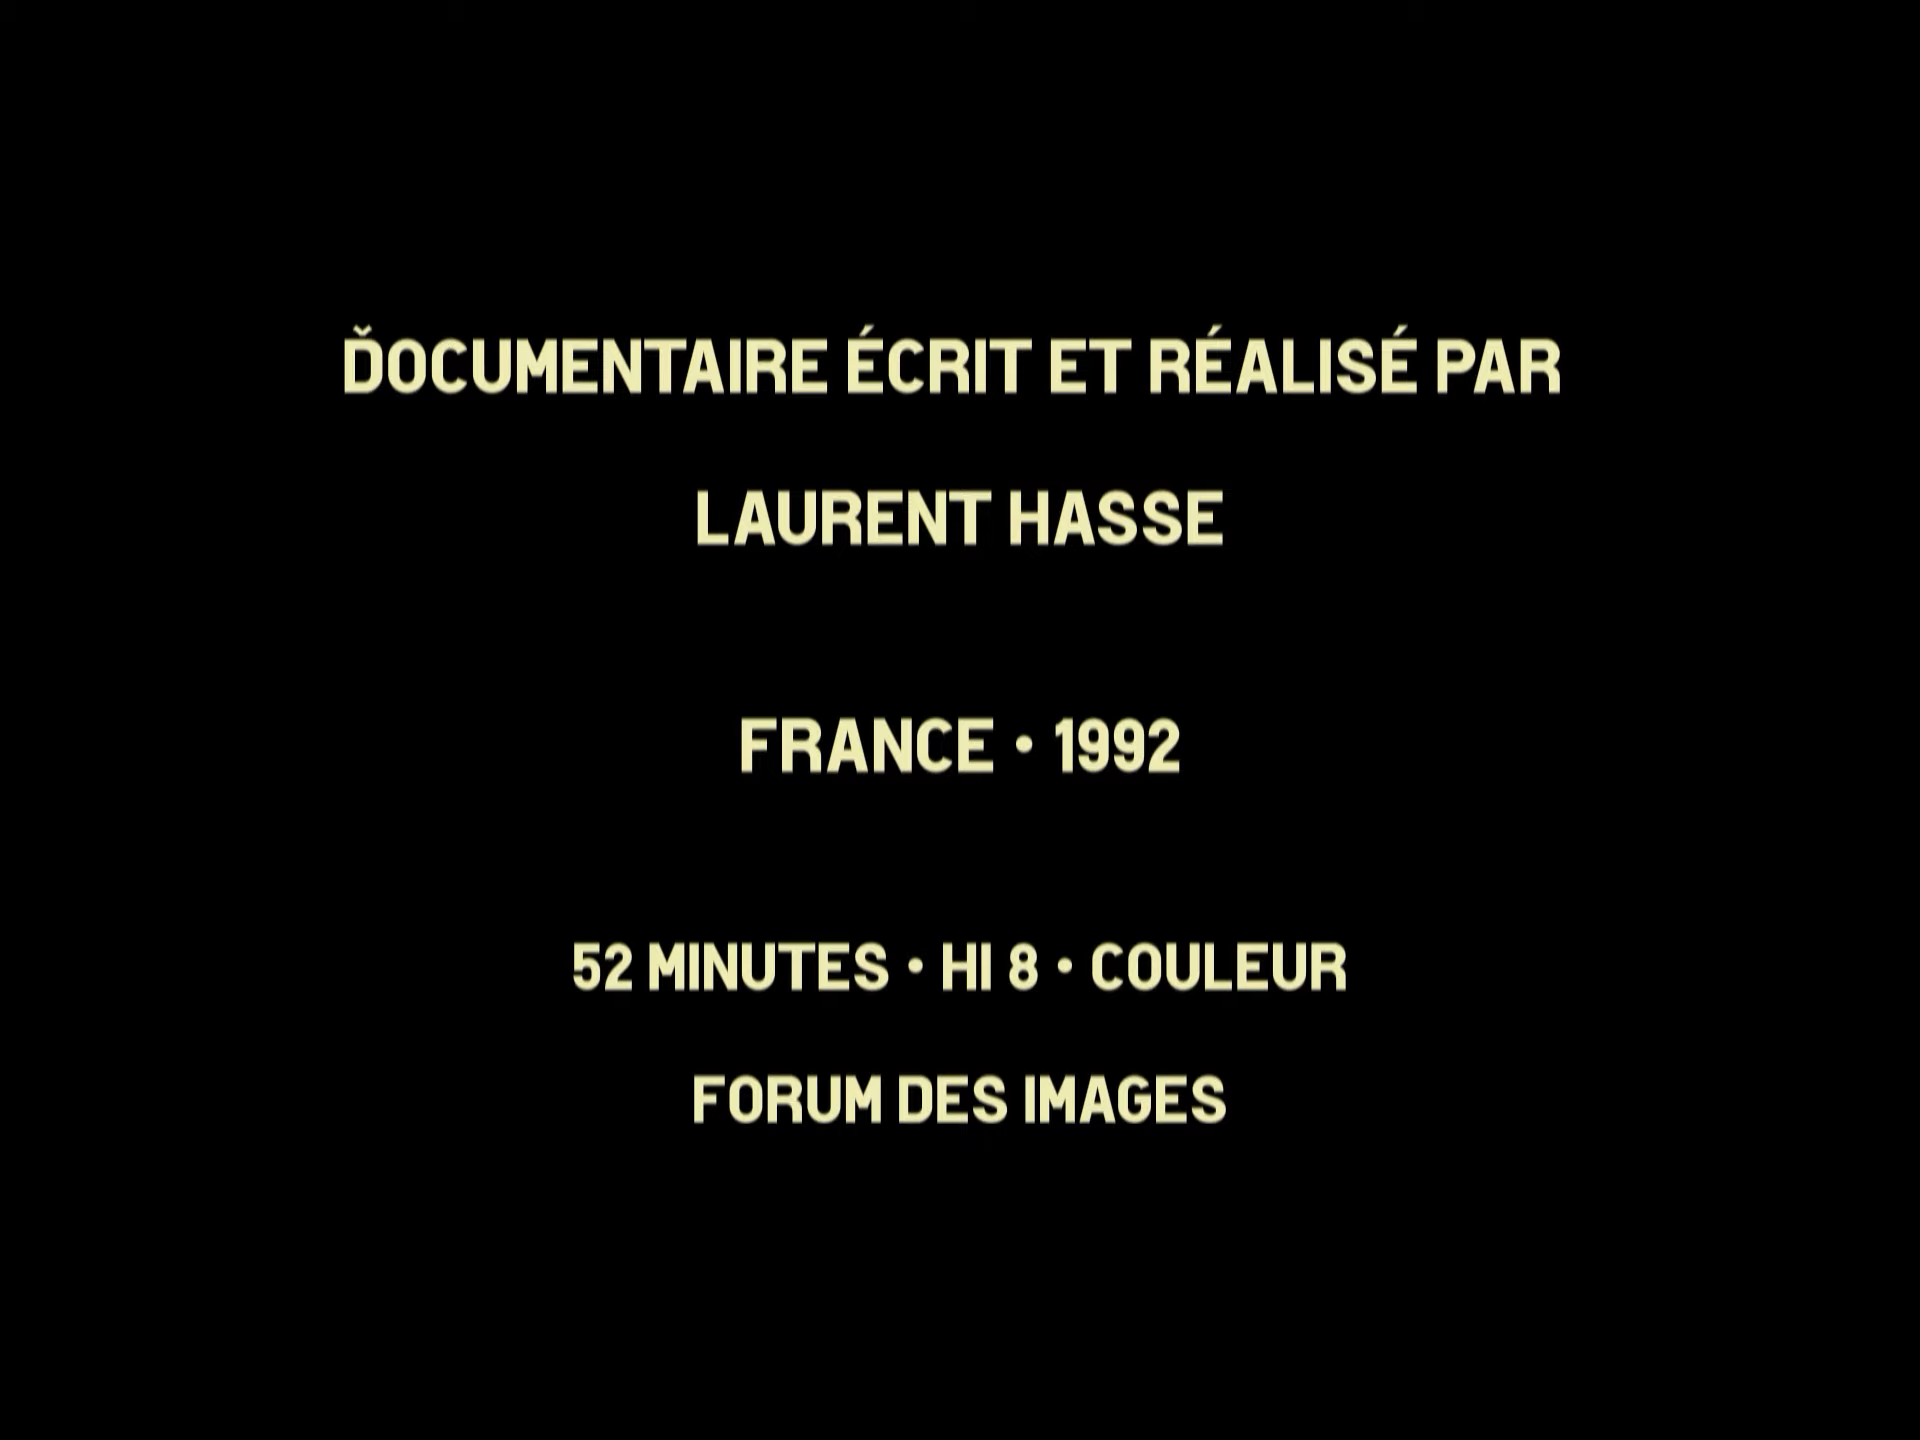 ĎOCUMENTAIRE ÉCRIT ET RÉALISÉ PAR
LAURENT HASSE
FRANCE • 1992
52 MINUTES • HI 8 • COULEUR
FORUM DES IMAGES